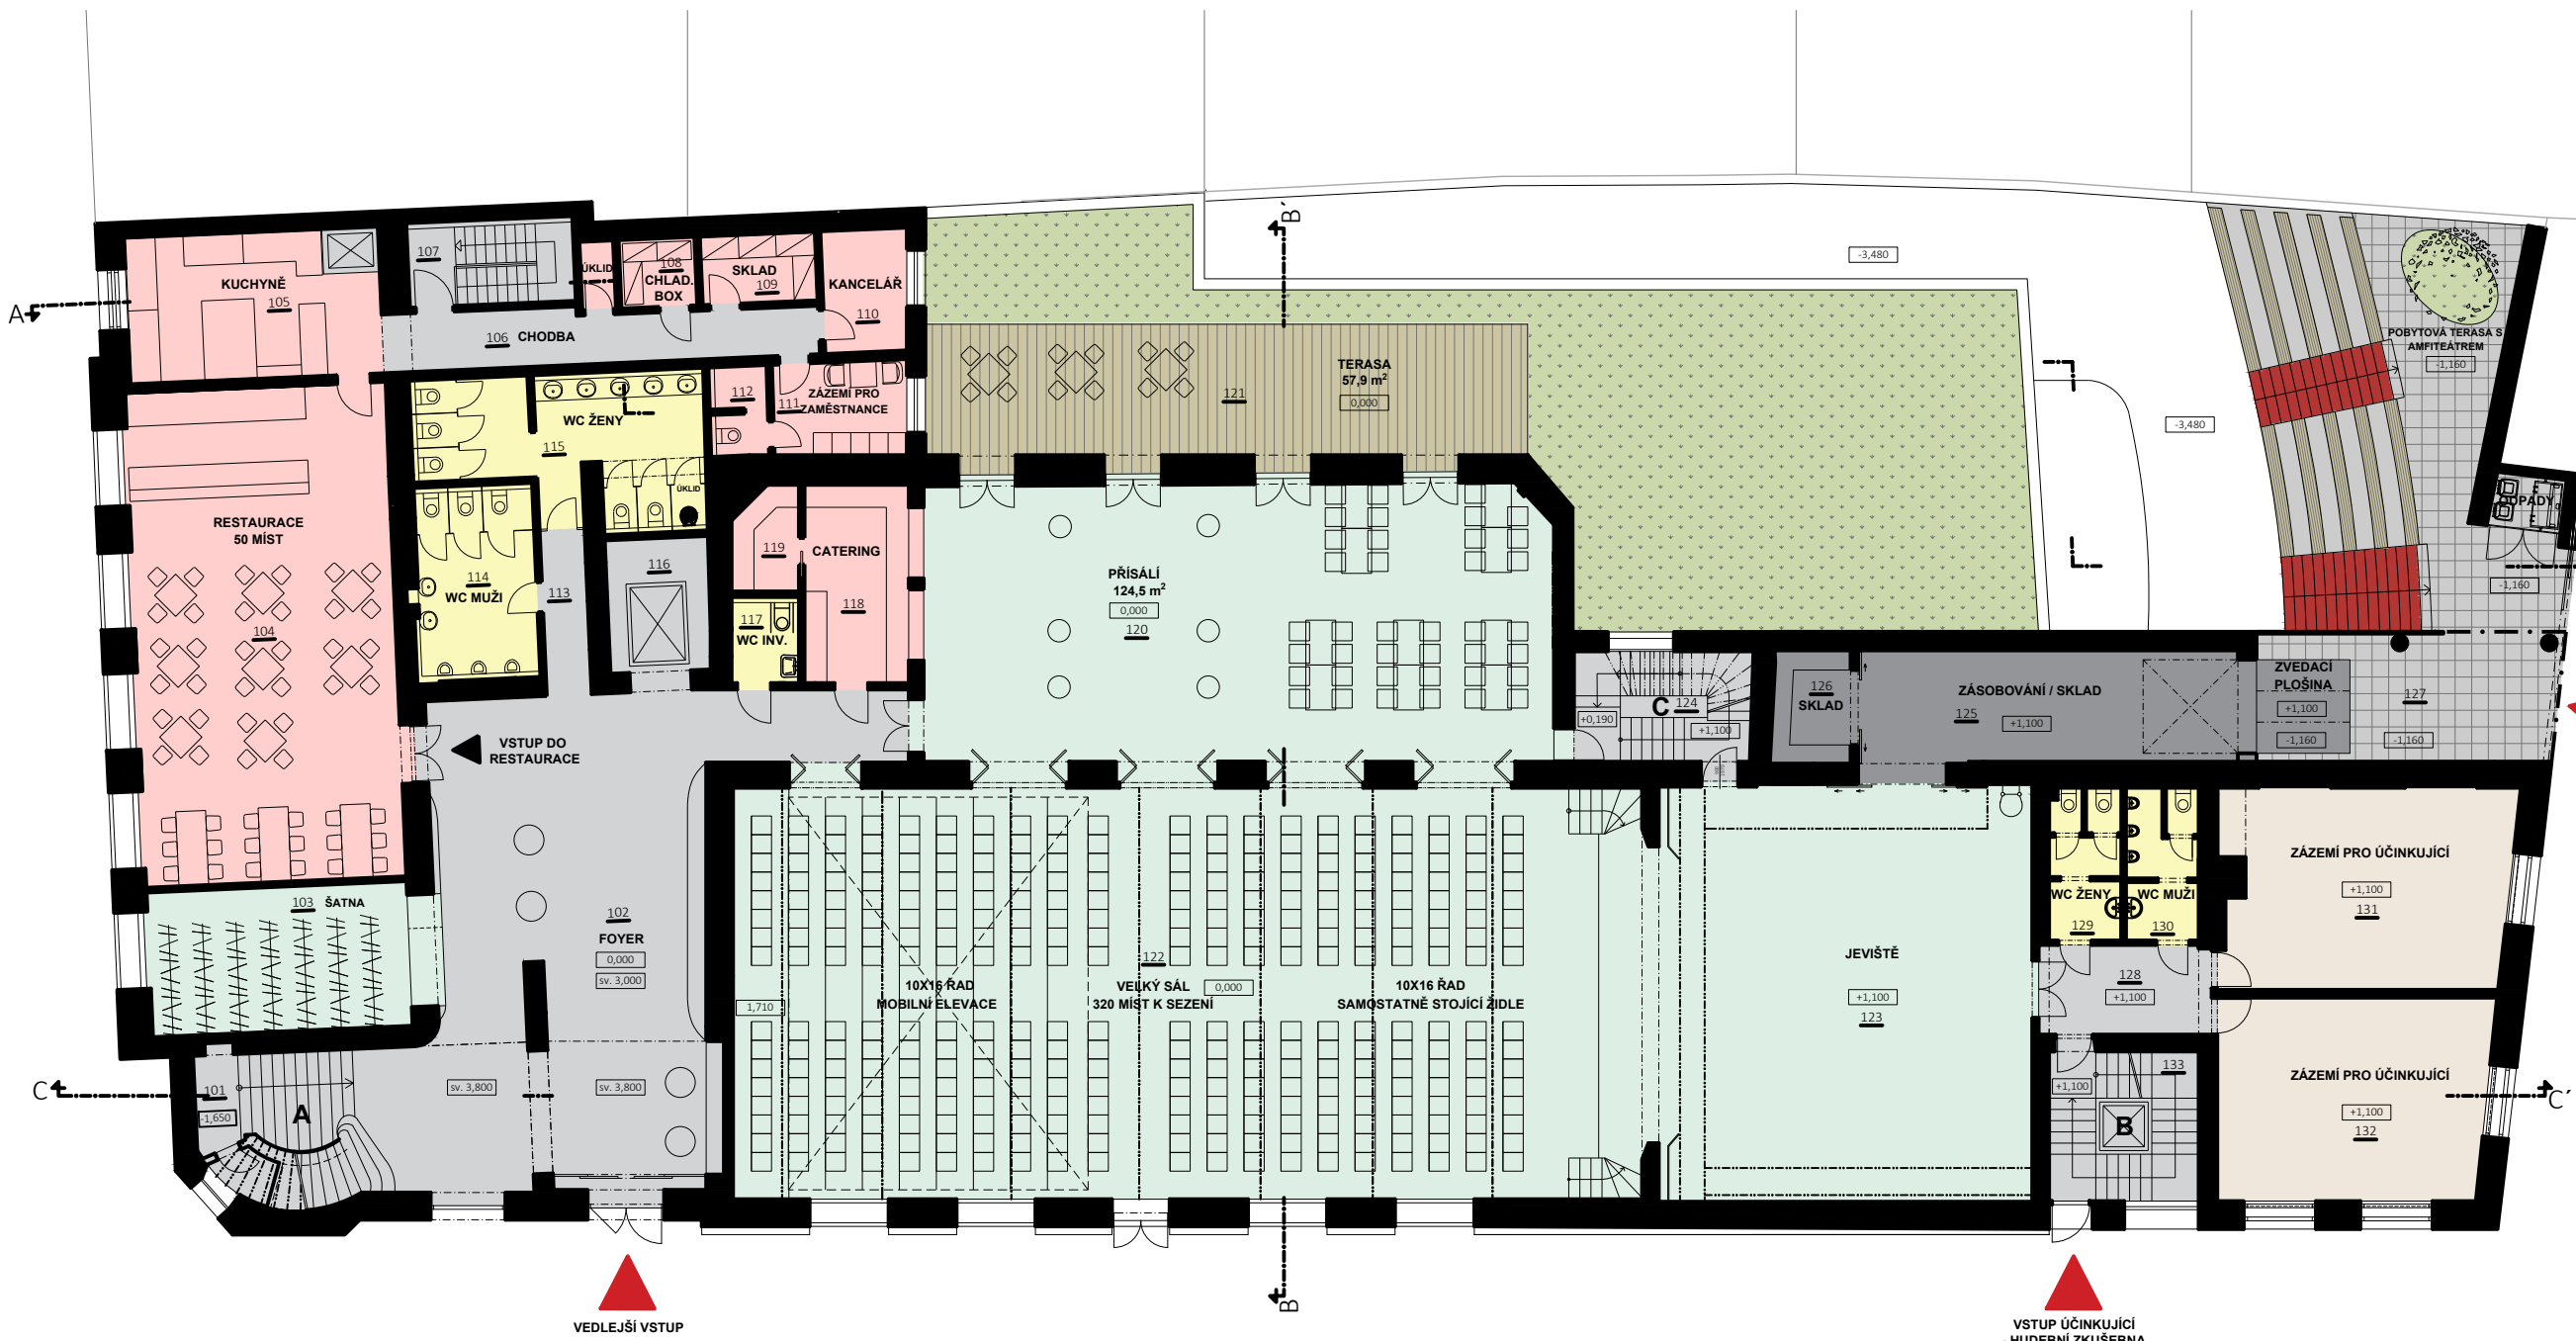 B´
-3,480
107
ÚKLID
108
CHLAD.
BOX
SKLAD
109
KANCELÁŘ
110
KUCHYNĚ
105
A
106 CHODBA
POBYTOVÁ TERASA S
AMFITEÁTREM
-1,160
TERASA
57,9 m²
0,000
121
112
111
ZÁZEMÍ PRO
ZAMĚSTNANCE
WC ŽENY
115
-3,480
ÚKLID
ODPADY
RESTAURACE
50 MÍST
119
CATERING
116
114
WC MUŽI
113
118
117
WC INV.
104
PŘÍSÁLÍ
124,5 m²
0,000
120
-1,160
126
SKLAD
ZÁSOBOVÁNÍ / SKLAD
125
+1,100
ZVEDACÍ
PLOŠINA
+1,100
-1,160
127
-1,160
C 124
+0,190
+1,100
VSTUP DO
RESTAURACE
103 ŠATNA
102
FOYER
0,000
sv. 3,000
122
10X16 ŘAD
MOBILNÍ ELEVACE
VELKÝ SÁL
320 MÍST K SEZENÍ
0,000
10X16 ŘAD
SAMOSTATNĚ STOJÍCÍ ŽIDLE
1,710
JEVIŠTĚ
+1,100
123
WC ŽENY
129
WC MUŽI
130
128
+1,100
ZÁZEMÍ PRO ÚČINKUJÍCÍ
+1,100
131
ZÁZEMÍ PRO ÚČINKUJÍCÍ
+1,100
132
133
+1,100
B
C
101
-1,650
A
sv. 3,800
sv. 3,800
C´
B
VEDLEJŠÍ VSTUP
VSTUP ÚČINKUJÍCÍ
- HUDEBNÍ ZKUŠEBNA